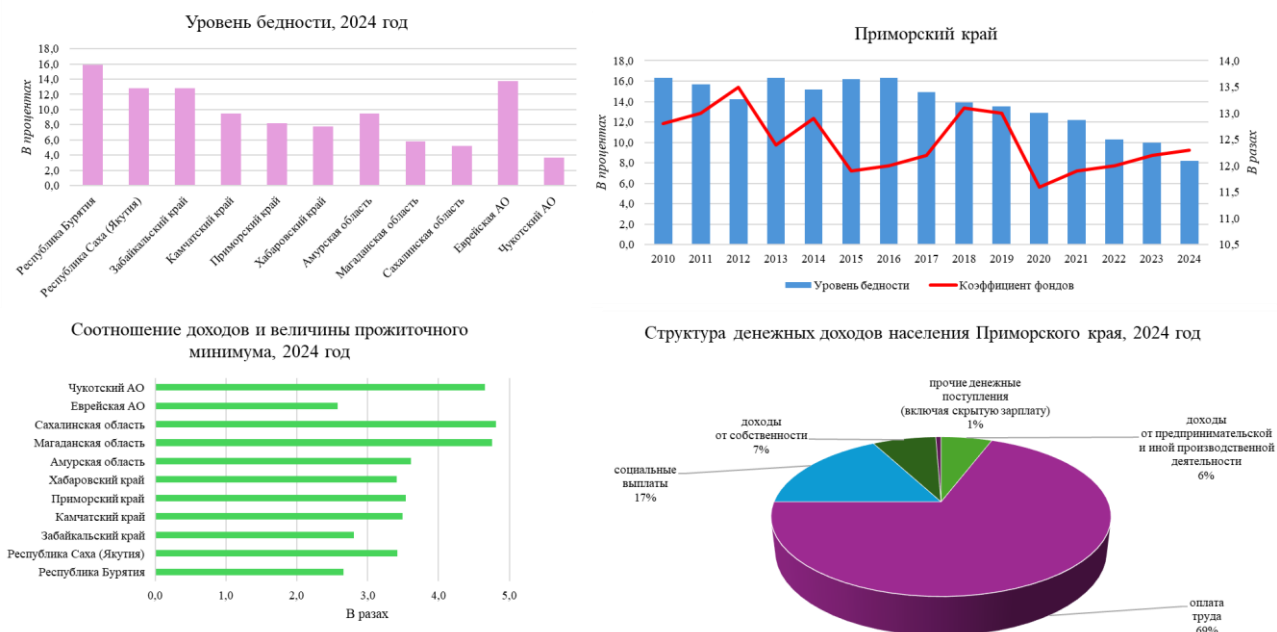 Уровень бедности, 2024 год
В процентах
18,0
16,0
14,0
12,0
10,0
8,0
6,0
4,0
2,0
0,0
Республика Бурятия
Республика Саха (Якутия)
Забайкальский край
Камчатский край
Приморский край
Хабаровский край
Амурская область
Магаданская область
Сахалинская область
Еврейская АО
Чукотский АО
Приморский край
В процентах
18,0
16,0
14,0
12,0
10,0
8,0
6,0
4,0
2,0
0,0
14,0
13,5
13,0
12,5
12,0
11,5
11,0
10,5
В разах
2010 2011 2012 2013 2014 2015 2016 2017 2018 2019 2020 2021 2022 2023 2024
Уровень бедности Коэффициент фондов
Соотношение доходов и величины прожиточного
минимума, 2024 год
Чукотский АО
Еврейская АО
Сахалинская область
Магаданская область
Амурская область
Хабаровский край
Приморский край
Камчатский край
Забайкальский край
Республика Саха (Якутия)
Республика Бурятия
0,0 1,0 2,0 3,0 4,0 5,0
В разах
Структура денежных доходов населения Приморского края, 2024 год
прочие денежные
поступления
(включая скрытую зарплату)
1%
доходы
от собственности
7%
социальные
выплаты
17%
доходы
от предпринимательской
и иной производственной
деятельности
6%
оплата
труда
69%